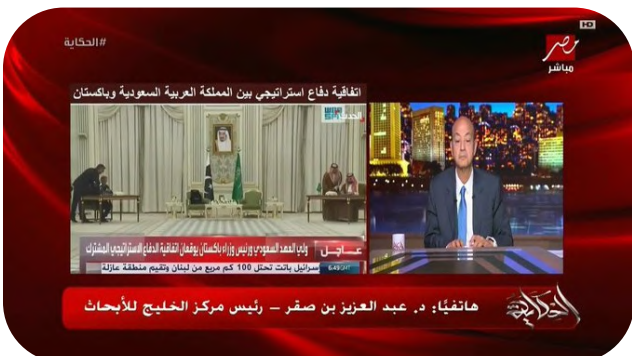 HD
#الحكاية
مصر
مباشر
اتفاقية دفاع استراتيجي بين المملكة العربية السعودية وباكستان
عاجل
ولي العهد السعودي ورئيس وزراء باكستان يوقعان اتفاقية الدفاع الاستراتيجي المشترك
إسرائيل باتت تحتل 100 كم مربع من لبنان وتقيم منطقة عازلة
هاتفيًا: د. عبد العزيز بن صقر – رئيس مركز الخليج للأبحاث
الحكاية